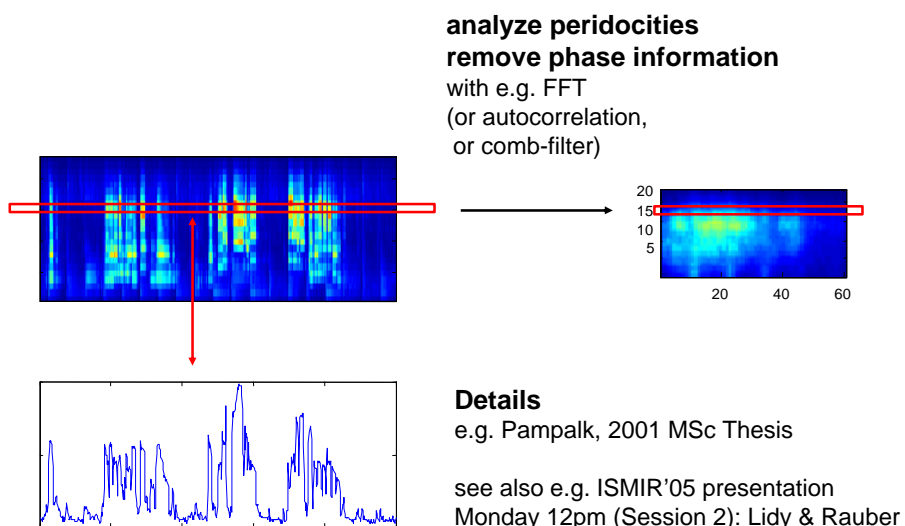 analyze peridocities
remove phase information
with e.g. FFT
(or autocorrelation,
or comb-filter)
20
15
10
5
20 40 60
Details
e.g. Pampalk, 2001 MSc Thesis
see also e.g. ISMIR'05 presentation
Monday 12pm (Session 2): Lidy & Rauber